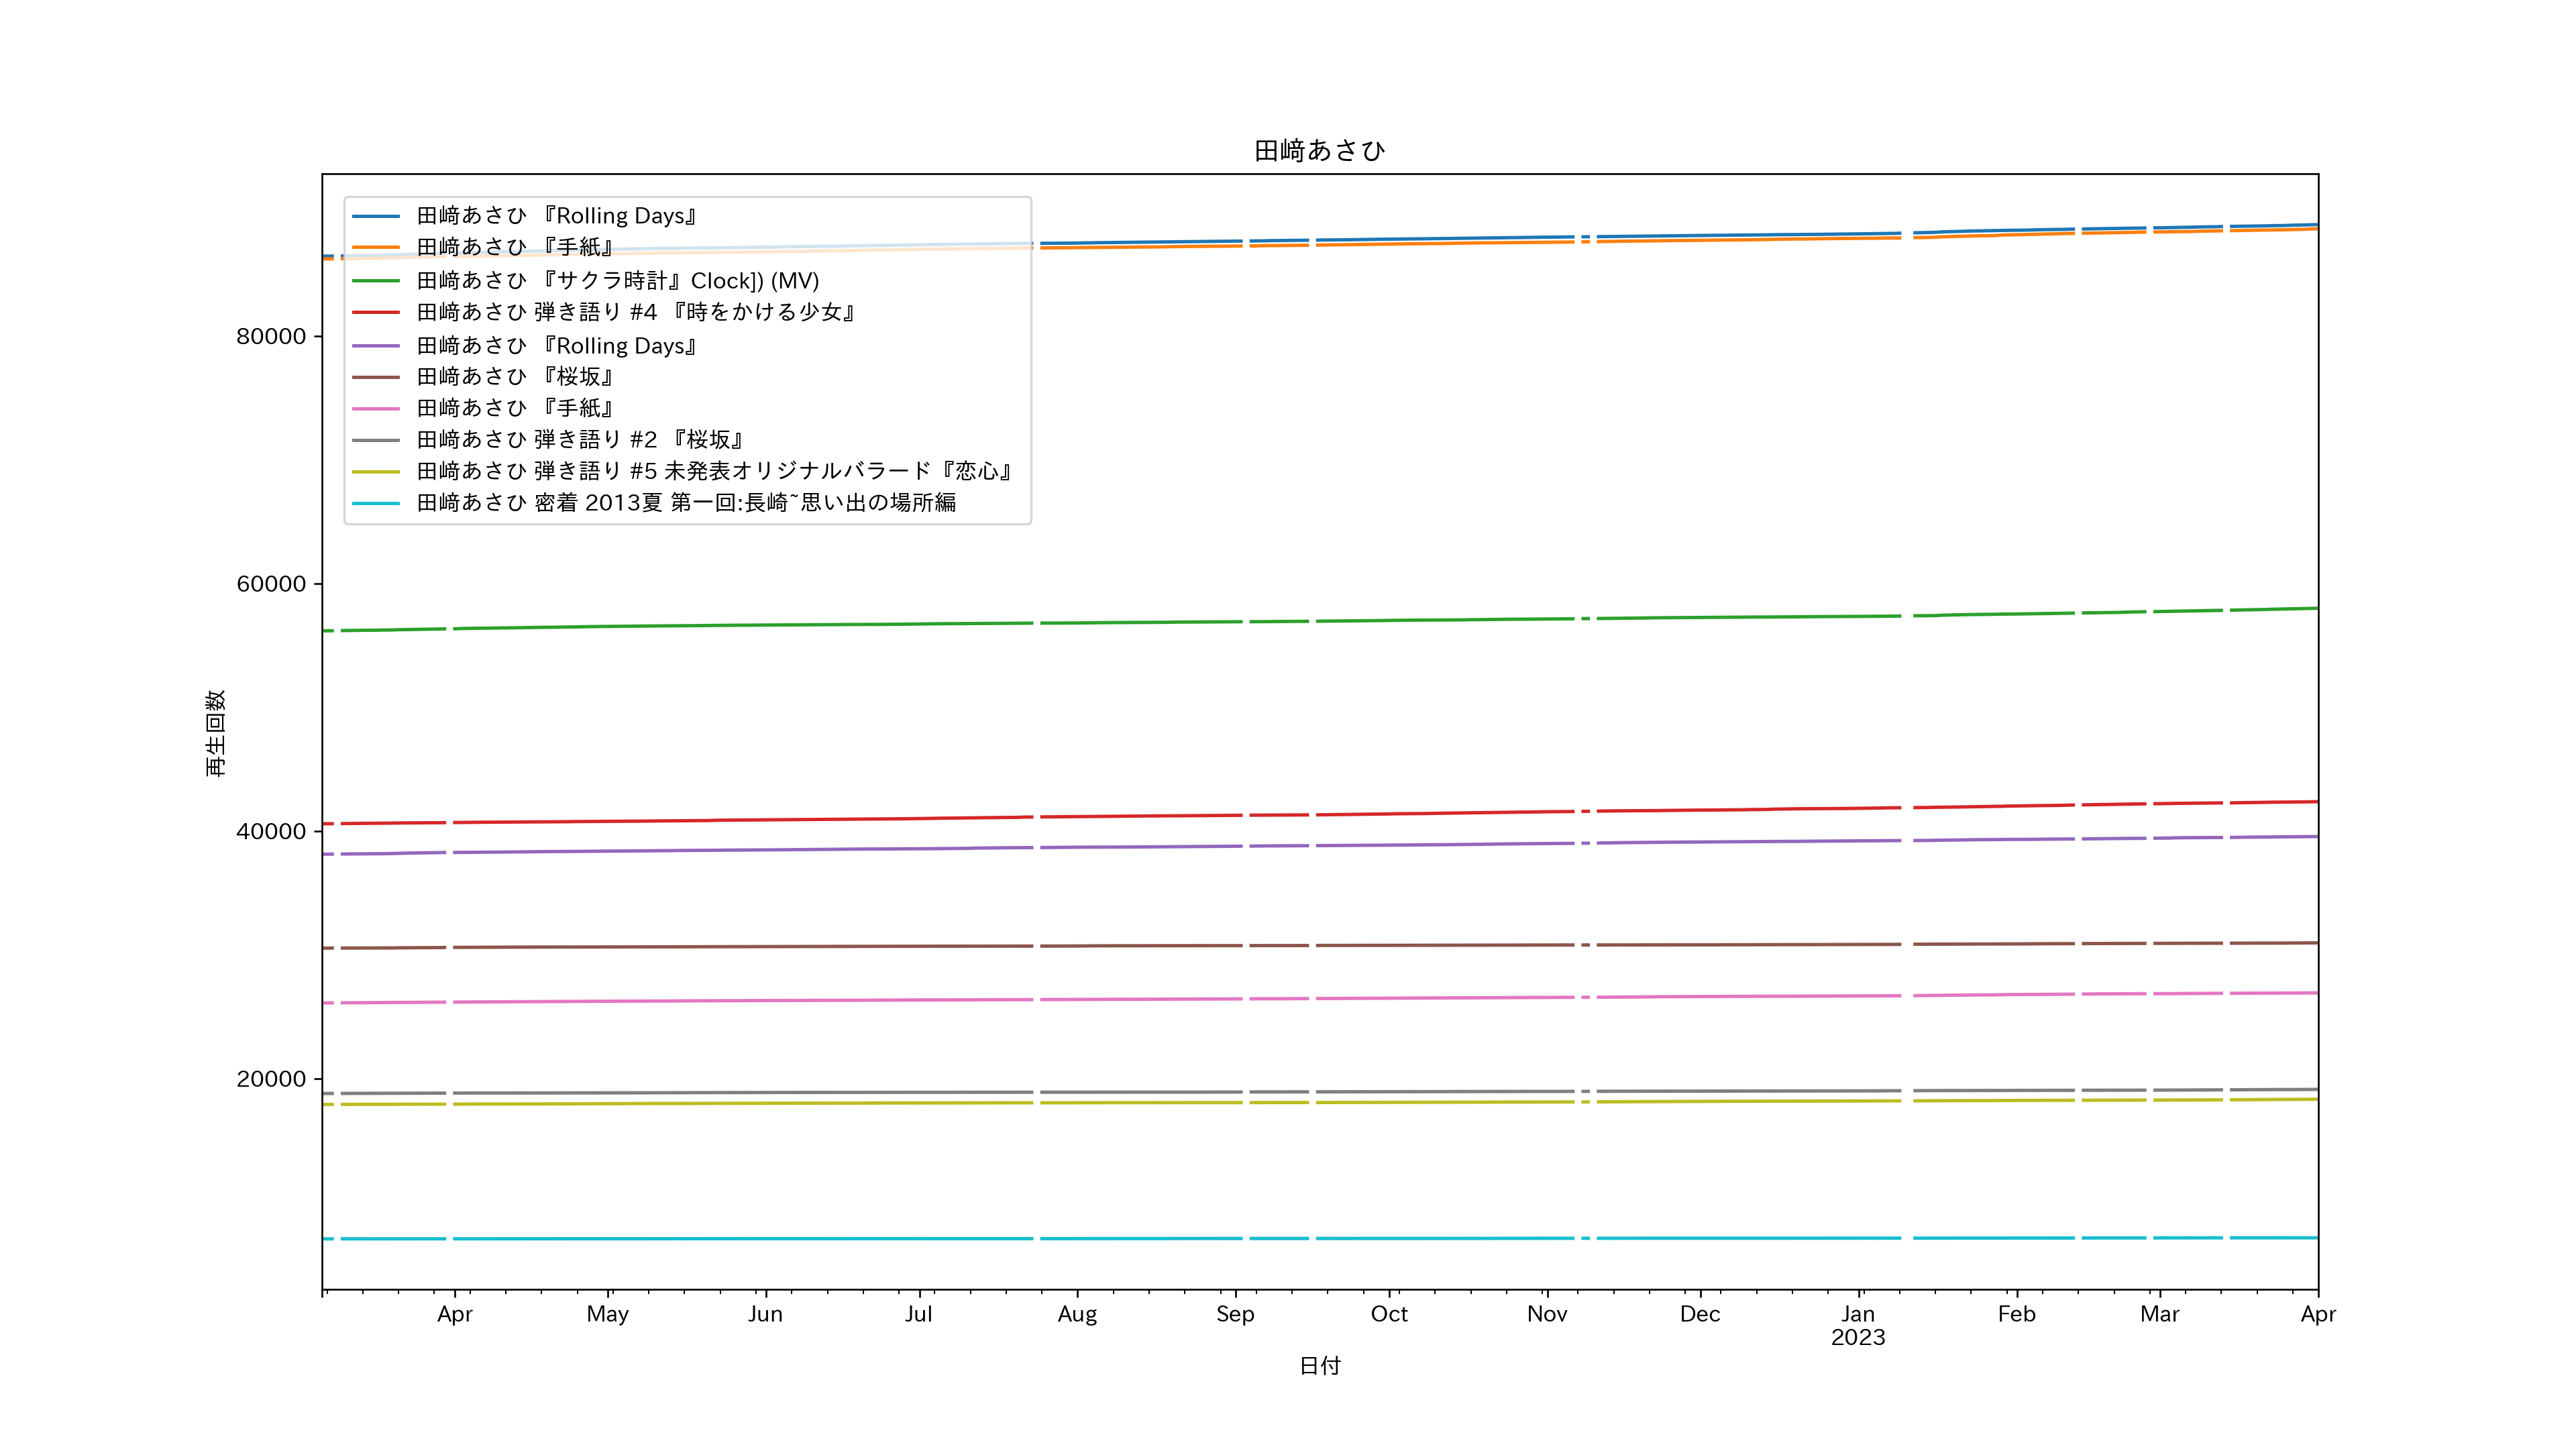 田﨑あさひ
田﨑あさひ 『Rolling Days』
田﨑あさひ 『手紙』
田﨑あさひ 『サクラ時計』Clock]) (MV)
田﨑あさひ 弾き語り #4 『時をかける少女』
田﨑あさひ 『Rolling Days』
田﨑あさひ 『桜坂』
田﨑あさひ 『手紙』
田﨑あさひ 弾き語り #2 『桜坂』
田﨑あさひ 弾き語り #5 未発表オリジナルバラード『恋心』
田﨑あさひ 密着 2013夏 第一回:長崎~思い出の場所編
80000
60000
40000
20000
再生回数
Apr May Jun Jul Aug Sep Oct Nov Dec Jan Feb Mar Apr
2023
日付